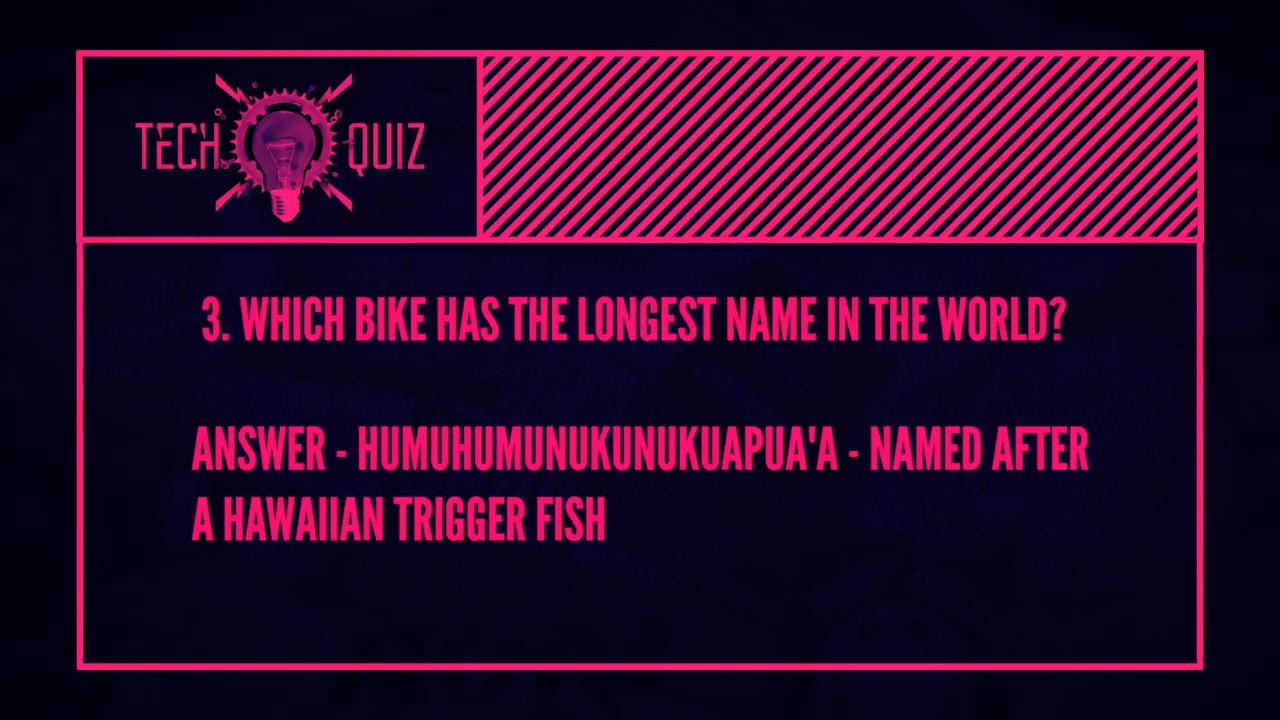 TECH QUIZ
3. WHICH BIKE HAS THE LONGEST NAME IN THE WORLD?
ANSWER - HUMUHUMUNUKUNUKUAPUA'A - NAMED AFTER
A HAWAIIAN TRIGGER FISH